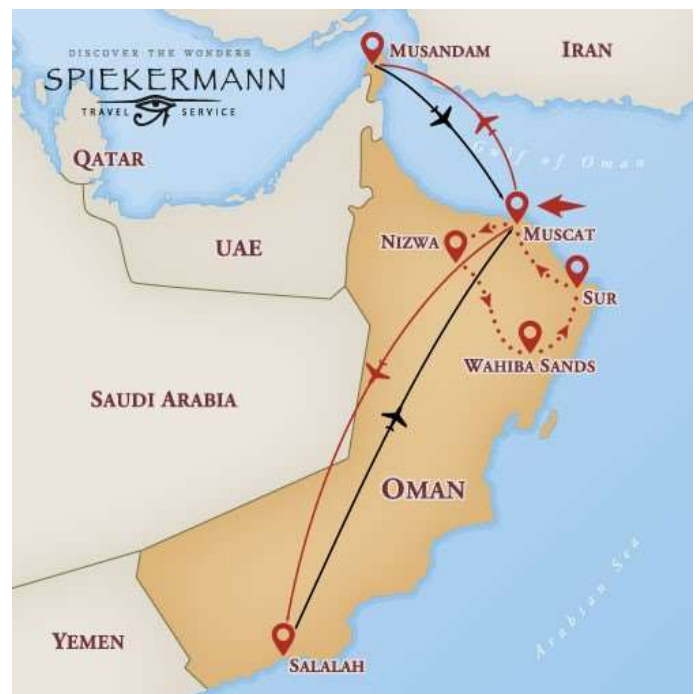 DISCOVER THE WONDERS
SPIEKERMANN
TRAVEL SERVICE
MUSANDAM
IRAN
QATAR
Gulf of Oman
UAE
NIZWA
MUSCAT
SUR
WAHIBA SANDS
SAUDI ARABIA
OMAN
Arabian Sea
YEMEN
SALALAH